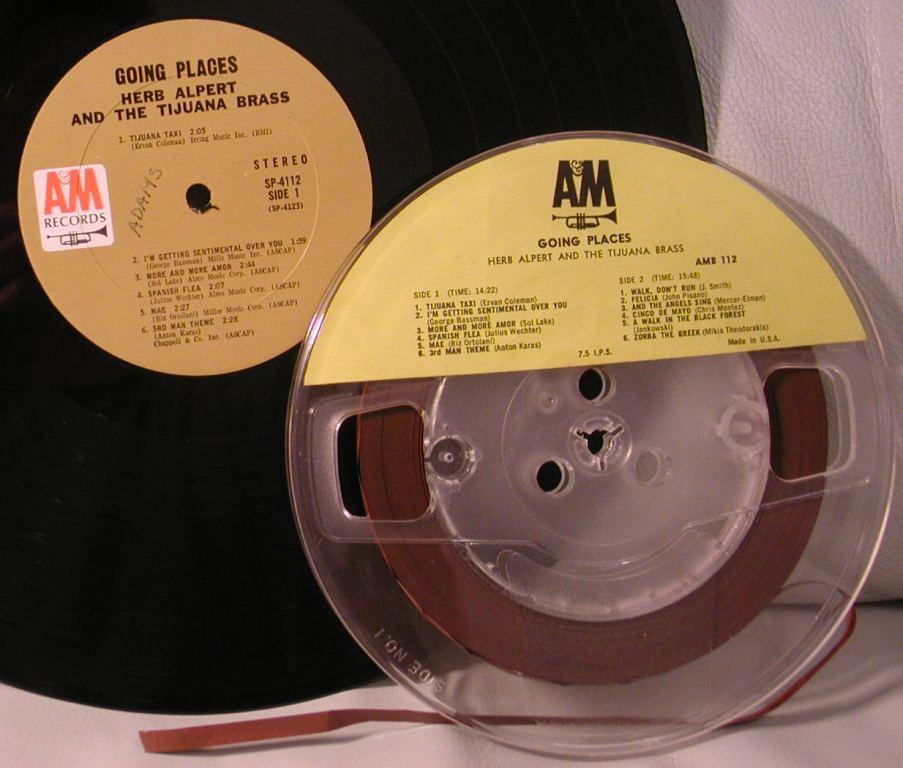 GOING PLACES
HERB ALPERT
AND THE TIJUANA BRASS
1. TIJUANA TAXI 2:05
(Ervan Coleman) Irving Music Inc. (BMI)
STEREO
SP-4112
SIDE 1
(SP-4123)
A&M
RECORDS
ADAMS
2. I'M GETTING SENTIMENTAL OVER YOU 1:59
(George Bassman) Mills Music Inc. (ASCAP)
3. MORE AND MORE AMOR 2:44
(Sol Lake) Almo Music Corp. (ASCAP)
4. SPANISH FLEA 2:07
(Julius Wechter) Almo Music Corp. (ASCAP)
5. MAE 2:27
(Riz Ortolani) Miller Music Corp. (ASCAP)
6. 3RD MAN THEME 2:28
(Anton Karas)
Chappell & Co. Inc. (ASCAP)
A&M
GOING PLACES
HERB ALPERT AND THE TIJUANA BRASS
AMB 112
SIDE 1 (TIME: 14:22)
1. TIJUANA TAXI (Ervan Coleman)
2. I'M GETTING SENTIMENTAL OVER YOU
(George Bassman)
3. MORE AND MORE AMOR (Sol Lake)
4. SPANISH FLEA (Julius Wechter)
5. MAE (Riz Ortolani)
6. 3rd MAN THEME (Anton Karas)
SIDE 2 (TIME: 15:48)
1. WALK, DON'T RUN (J. Smith)
2. FELICIA (John Pisano)
3. AND THE ANGELS SING (Mercer-Elman)
4. CINCO DE MAYO (Chris Montez)
5. A WALK IN THE BLACK FOREST
(Jankowski)
6. ZORBA THE GREEK (Mikis Theodorakis)
7.5 I.P.S.
Made in U.S.A.
SIDE NO.1